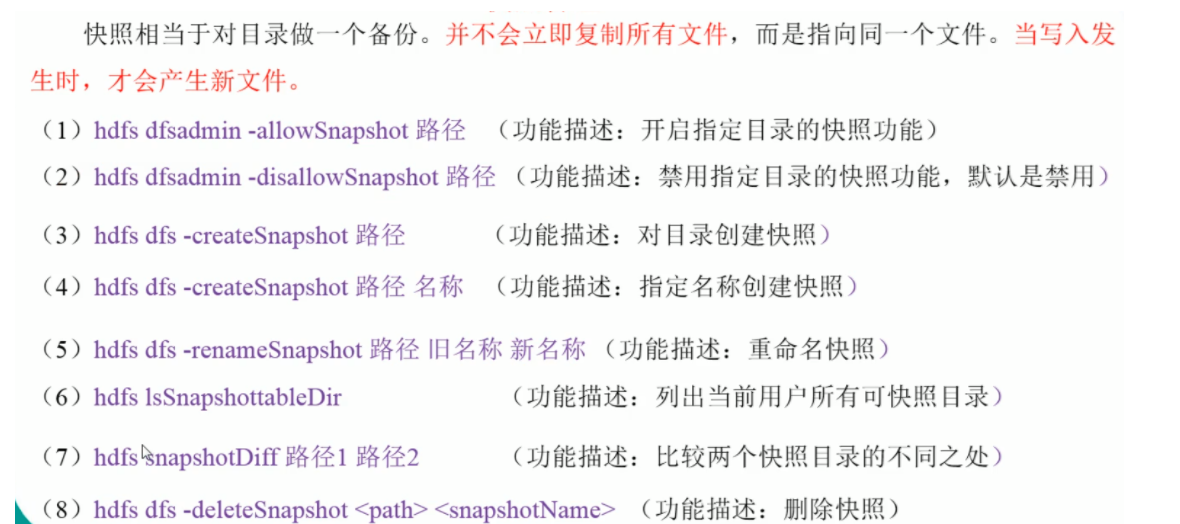 快照相当于对目录做一个备份。并不会立即复制所有文件，而是指向同一个文件。当写入发
生时，才会产生新文件。
（1）hdfs dfsadmin -allowSnapshot 路径 （功能描述：开启指定目录的快照功能）
（2）hdfs dfsadmin -disallowSnapshot 路径 （功能描述：禁用指定目录的快照功能，默认是禁用）
（3）hdfs dfs -createSnapshot 路径 （功能描述：对目录创建快照）
（4）hdfs dfs -createSnapshot 路径 名称 （功能描述：指定名称创建快照）
（5）hdfs dfs -renameSnapshot 路径 旧名称 新名称 （功能描述：重命名快照）
（6）hdfs lsSnapshottableDir （功能描述：列出当前用户所有可快照目录）
（7）hdfs snapshotDiff 路径1 路径2 （功能描述：比较两个快照目录的不同之处）
（8）hdfs dfs -deleteSnapshot <path> <snapshotName> （功能描述：删除快照）